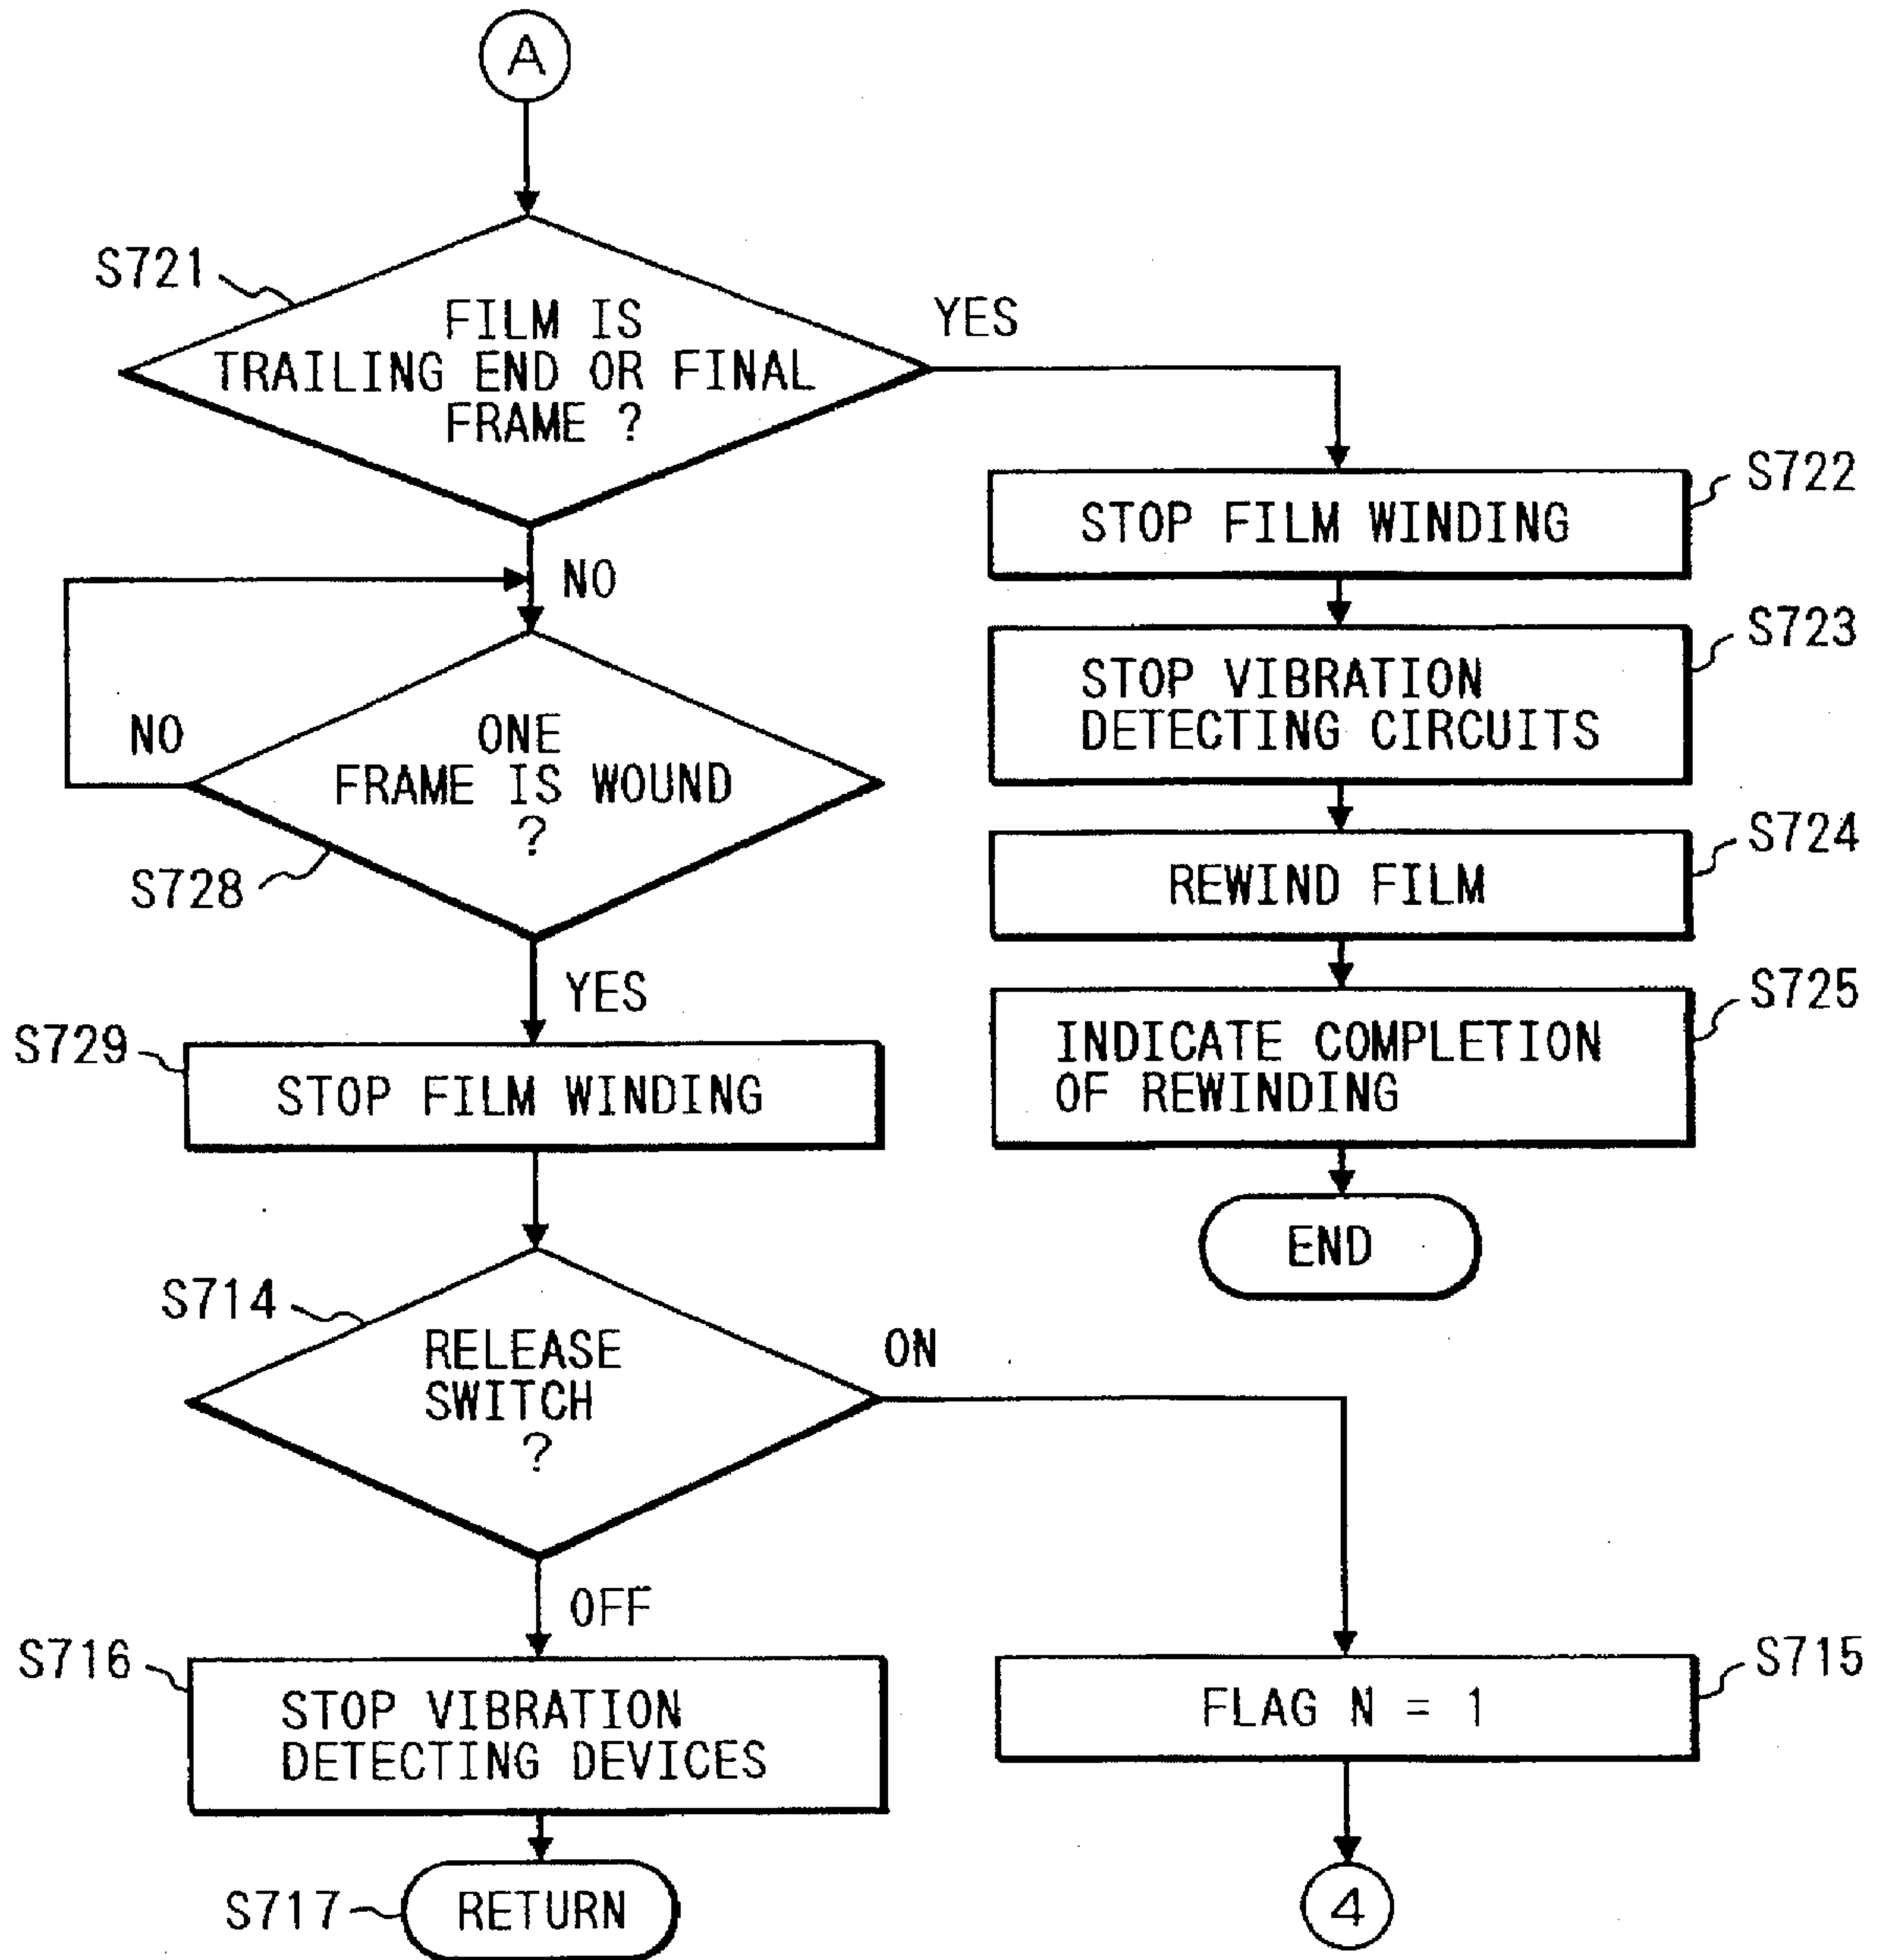 A
S721
FILM IS
TRAILING END OR FINAL
FRAME ?
YES
NO
S722
STOP FILM WINDING
S723
STOP VIBRATION
DETECTING CIRCUITS
S724
REWIND FILM
S725
INDICATE COMPLETION
OF REWINDING
END
NO
ONE
FRAME IS WOUND
?
S728
YES
S729
STOP FILM WINDING
S714
RELEASE
SWITCH
?
ON
OFF
S716
STOP VIBRATION
DETECTING DEVICES
S717
RETURN
S715
FLAG N = 1
4